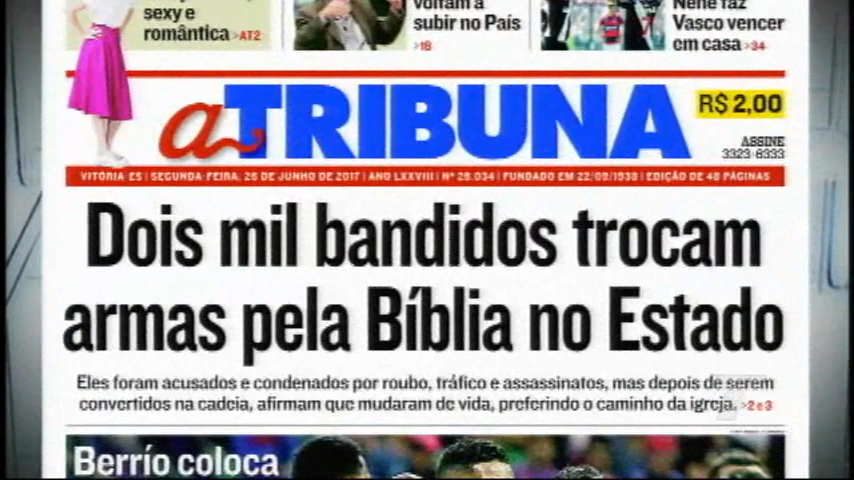 sexy e
romântica >AT2
voltam a
subir no País
>18
Nenê faz
Vasco vencer
em casa >34
a TRIBUNA
R$ 2,00
ASSINE
3323-6333
VITÓRIA-ES | SEGUNDA-FEIRA, 26 DE JUNHO DE 2017 | ANO LXXVIII | Nº 26.034 | FUNDADO EM 22/09/1938 | EDIÇÃO DE 48 PÁGINAS
Dois mil bandidos trocam
armas pela Bíblia no Estado
Eles foram acusados e condenados por roubo, tráfico e assassinatos, mas depois de serem
convertidos na cadeia, afirmam que mudaram de vida, preferindo o caminho da igreja. >2 e 3
Berrío coloca